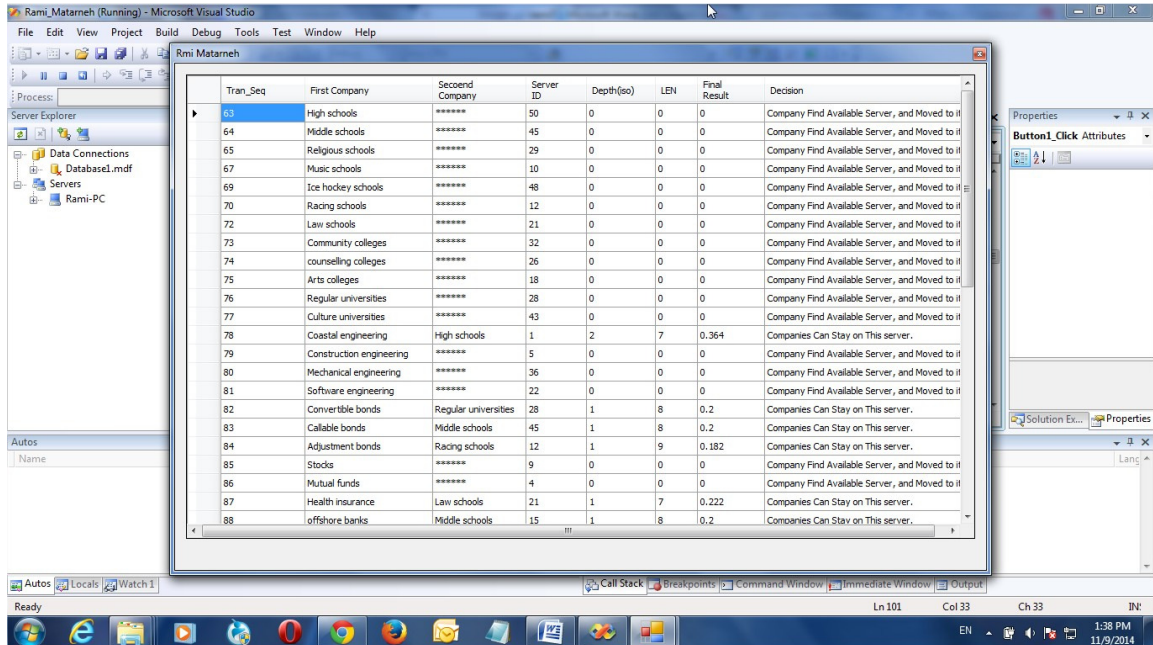 Rami_Matarneh (Running) - Microsoft Visual Studio
File Edit View Project Build Debug Tools Test Window Help
Rmi Matarneh
Process:
Server Explorer
Data Connections
Database1.mdf
Servers
Rami-PC
Tran_Seq First Company Secoend Company Server ID Depth(iso) LEN Final Result Decision
63 High schools ****** 50 0 0 0 Company Find Available Server, and Moved to it
64 Middle schools ****** 45 0 0 0 Company Find Available Server, and Moved to it
65 Religious schools ****** 29 0 0 0 Company Find Available Server, and Moved to it
67 Music schools ****** 10 0 0 0 Company Find Available Server, and Moved to it
69 Ice hockey schools ****** 48 0 0 0 Company Find Available Server, and Moved to it
70 Racing schools ****** 12 0 0 0 Company Find Available Server, and Moved to it
72 Law schools ****** 21 0 0 0 Company Find Available Server, and Moved to it
73 Community colleges ****** 32 0 0 0 Company Find Available Server, and Moved to it
74 counselling colleges ****** 26 0 0 0 Company Find Available Server, and Moved to it
75 Arts colleges ****** 18 0 0 0 Company Find Available Server, and Moved to it
76 Regular universities ****** 28 0 0 0 Company Find Available Server, and Moved to it
77 Culture universities ****** 43 0 0 0 Company Find Available Server, and Moved to it
78 Coastal engineering High schools 1 2 7 0.364 Companies Can Stay on This server.
79 Construction engineering ****** 5 0 0 0 Company Find Available Server, and Moved to it
80 Mechanical engineering ****** 36 0 0 0 Company Find Available Server, and Moved to it
81 Software engineering ****** 22 0 0 0 Company Find Available Server, and Moved to it
82 Convertible bonds Regular universities 28 1 8 0.2 Companies Can Stay on This server.
83 Callable bonds Middle schools 45 1 8 0.2 Companies Can Stay on This server.
84 Adjustment bonds Racing schools 12 1 9 0.182 Companies Can Stay on This server.
85 Stocks ****** 9 0 0 0 Company Find Available Server, and Moved to it
86 Mutual funds ****** 4 0 0 0 Company Find Available Server, and Moved to it
87 Health insurance Law schools 21 1 7 0.222 Companies Can Stay on This server.
88 offshore banks Middle schools 15 1 8 0.2 Companies Can Stay on This server.
Properties
Button1_Click Attributes
Solution Ex... Properties
Autos
Name
Lang
Autos Locals Watch 1
Call Stack Breakpoints Command Window Immediate Window Output
Ready Ln 101 Col 33 Ch 33 IN
EN 1:38 PM
11/9/2014